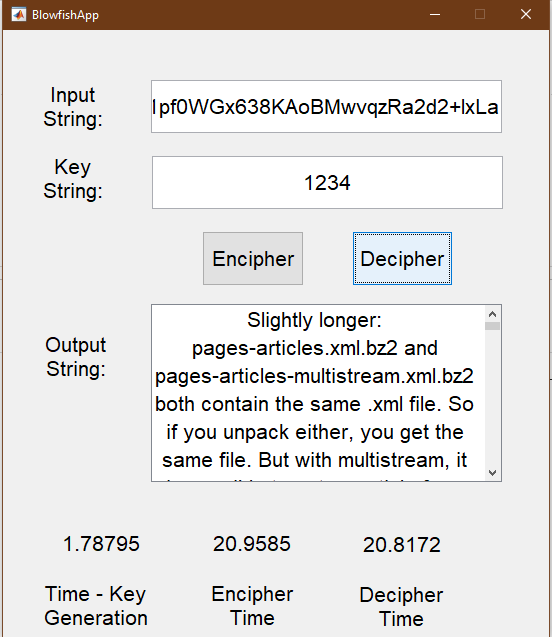 BlowfishApp
Input
String:
1pf0WGx638KAoBMwvqzRa2d2+lxLa
Key
String:
1234
Encipher
Decipher
Output
String:
Slightly longer:
pages-articles.xml.bz2 and
pages-articles-multistream.xml.bz2
both contain the same .xml file. So
if you unpack either, you get the
same file. But with multistream, it
1.78795
20.9585
20.8172
Time - Key
Generation
Encipher
Time
Decipher
Time